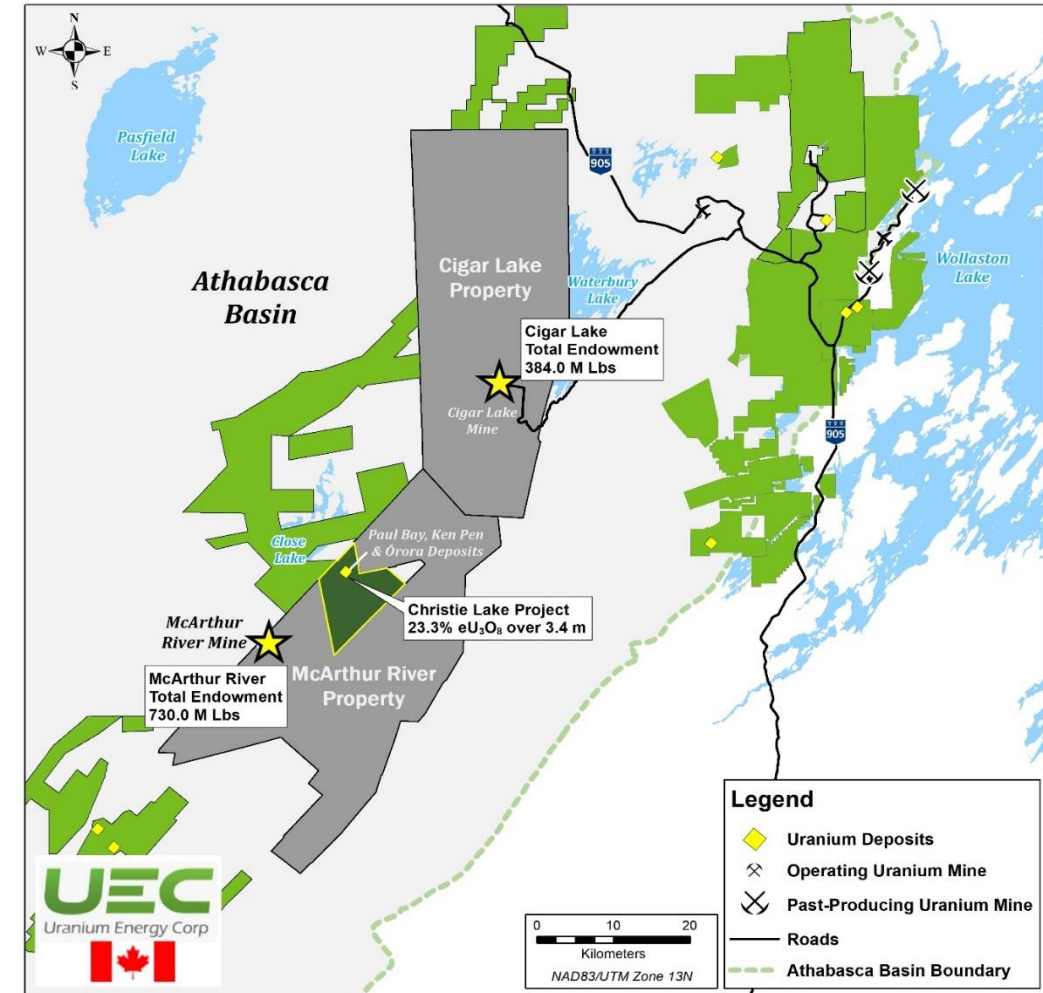 N
W
E
S
Pasfield
Lake
905
Athabasca
Basin
Cigar Lake
Property
Waterbury
Lake
Wollaston
Lake
Cigar Lake
Total Endowment
384.0 M Lbs
Cigar Lake
Mine
905
Close
Lake
Paul Bay, Ken Pen
& Ōrora Deposits
Christie Lake Project
23.3% eU₃O₈ over 3.4 m
McArthur
River Mine
McArthur River
Property
McArthur River
Total Endowment
730.0 M Lbs
Legend
Uranium Deposits
Operating Uranium Mine
Past-Producing Uranium Mine
Roads
Athabasca Basin Boundary
UEC
Uranium Energy Corp
0 10 20
Kilometers
NAD83/UTM Zone 13N